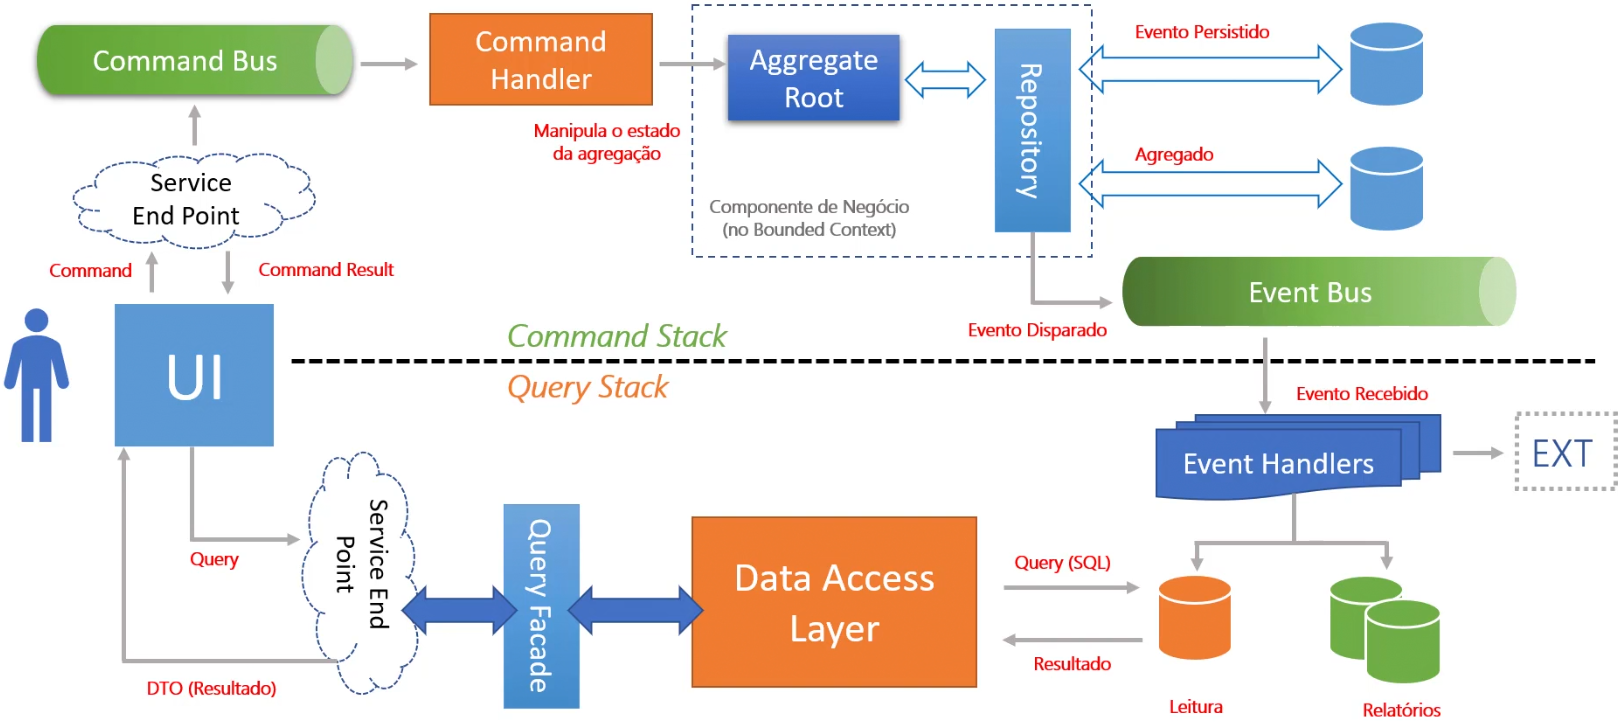 Command Bus
Command
Handler
Manipula o estado
da agregação
Aggregate
Root
Repository
Componente de Negócio
(no Bounded Context)
Evento Persistido
Agregado
Service
End Point
Command
Command Result
UI
Event Bus
Evento Disparado
Command Stack
Query Stack
Evento Recebido
Event Handlers
EXT
Query
Service End
Point
DTO (Resultado)
Query Facade
Data Access
Layer
Query (SQL)
Resultado
Leitura
Relatórios